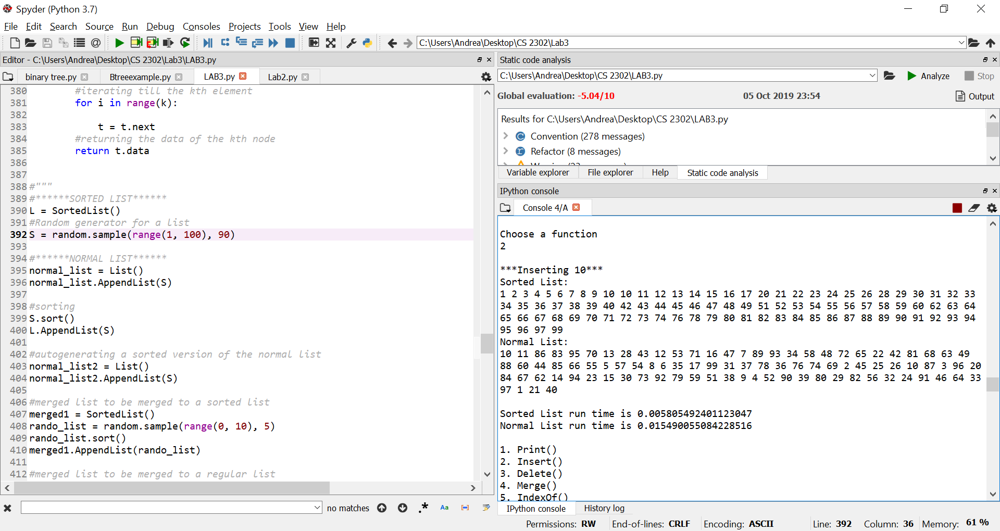 Spyder (Python 3.7)
File Edit Search Source Run Debug Consoles Projects Tools View Help
C:\Users\Andrea\Desktop\CS 2302\Lab3
Editor - C:\Users\Andrea\Desktop\CS 2302\Lab3\LAB3.py
binary tree.py Btreeexample.py LAB3.py Lab2.py
380 #iterating till the kth element
381 for i in range(k):
382
383 t = t.next
384 #returning the data of the kth node
385 return t.data
386
387
388 #"""
389 #******SORTED LIST******
390 L = SortedList()
391 #Random generator for a list
392 S = random.sample(range(1, 100), 90)
393
394 #******NORMAL LIST******
395 normal_list = List()
396 normal_list.AppendList(S)
397
398 #sorting
399 S.sort()
400 L.AppendList(S)
401
402 #autogenerating a sorted version of the normal list
403 normal_list2 = List()
404 normal_list2.AppendList(S)
405
406 #merged list to be merged to a sorted list
407 merged1 = SortedList()
408 rando_list = random.sample(range(0, 10), 5)
409 rando_list.sort()
410 merged1.AppendList(rando_list)
411
412 #merged list to be merged to a regular list
no matches .* Aa
Static code analysis
C:\Users\Andrea\Desktop\CS 2302\LAB3.py Analyze Stop
Global evaluation: -5.04/10 05 Oct 2019 23:54 Output
Results for C:\Users\Andrea\Desktop\CS 2302\LAB3.py
Convention (278 messages)
Refactor (8 messages)
Variable explorer File explorer Help Static code analysis
IPython console
Console 4/A
Choose a function
2
***Inserting 10***
Sorted List:
1 2 3 4 5 6 7 8 9 10 10 11 12 13 14 15 16 17 20 21 22 23 24 25 26 28 29 30 31 32 33
34 35 36 37 38 39 40 42 43 44 45 46 47 48 49 51 52 53 54 55 56 57 58 59 60 62 63 64
65 66 67 68 69 70 71 72 73 74 76 78 79 80 81 82 83 84 85 86 87 88 89 90 91 92 93 94
95 96 97 99
Normal List:
10 11 86 83 95 70 13 28 43 12 53 71 16 47 7 89 93 34 58 48 72 65 22 42 81 68 63 49
88 60 44 85 66 55 5 57 54 8 6 35 17 99 31 37 78 36 76 74 69 2 45 25 26 10 87 3 96 20
84 67 62 14 94 23 15 30 73 92 79 59 51 38 9 4 52 90 39 80 29 82 56 32 24 91 46 64 33
97 1 21 40
Sorted List run time is 0.005805492401123047
Normal List run time is 0.015490055084228516
1. Print()
2. Insert()
3. Delete()
4. Merge()
5. IndexOf()
IPython console History log
Permissions: RW End-of-lines: CRLF Encoding: ASCII Line: 392 Column: 36 Memory: 61 %